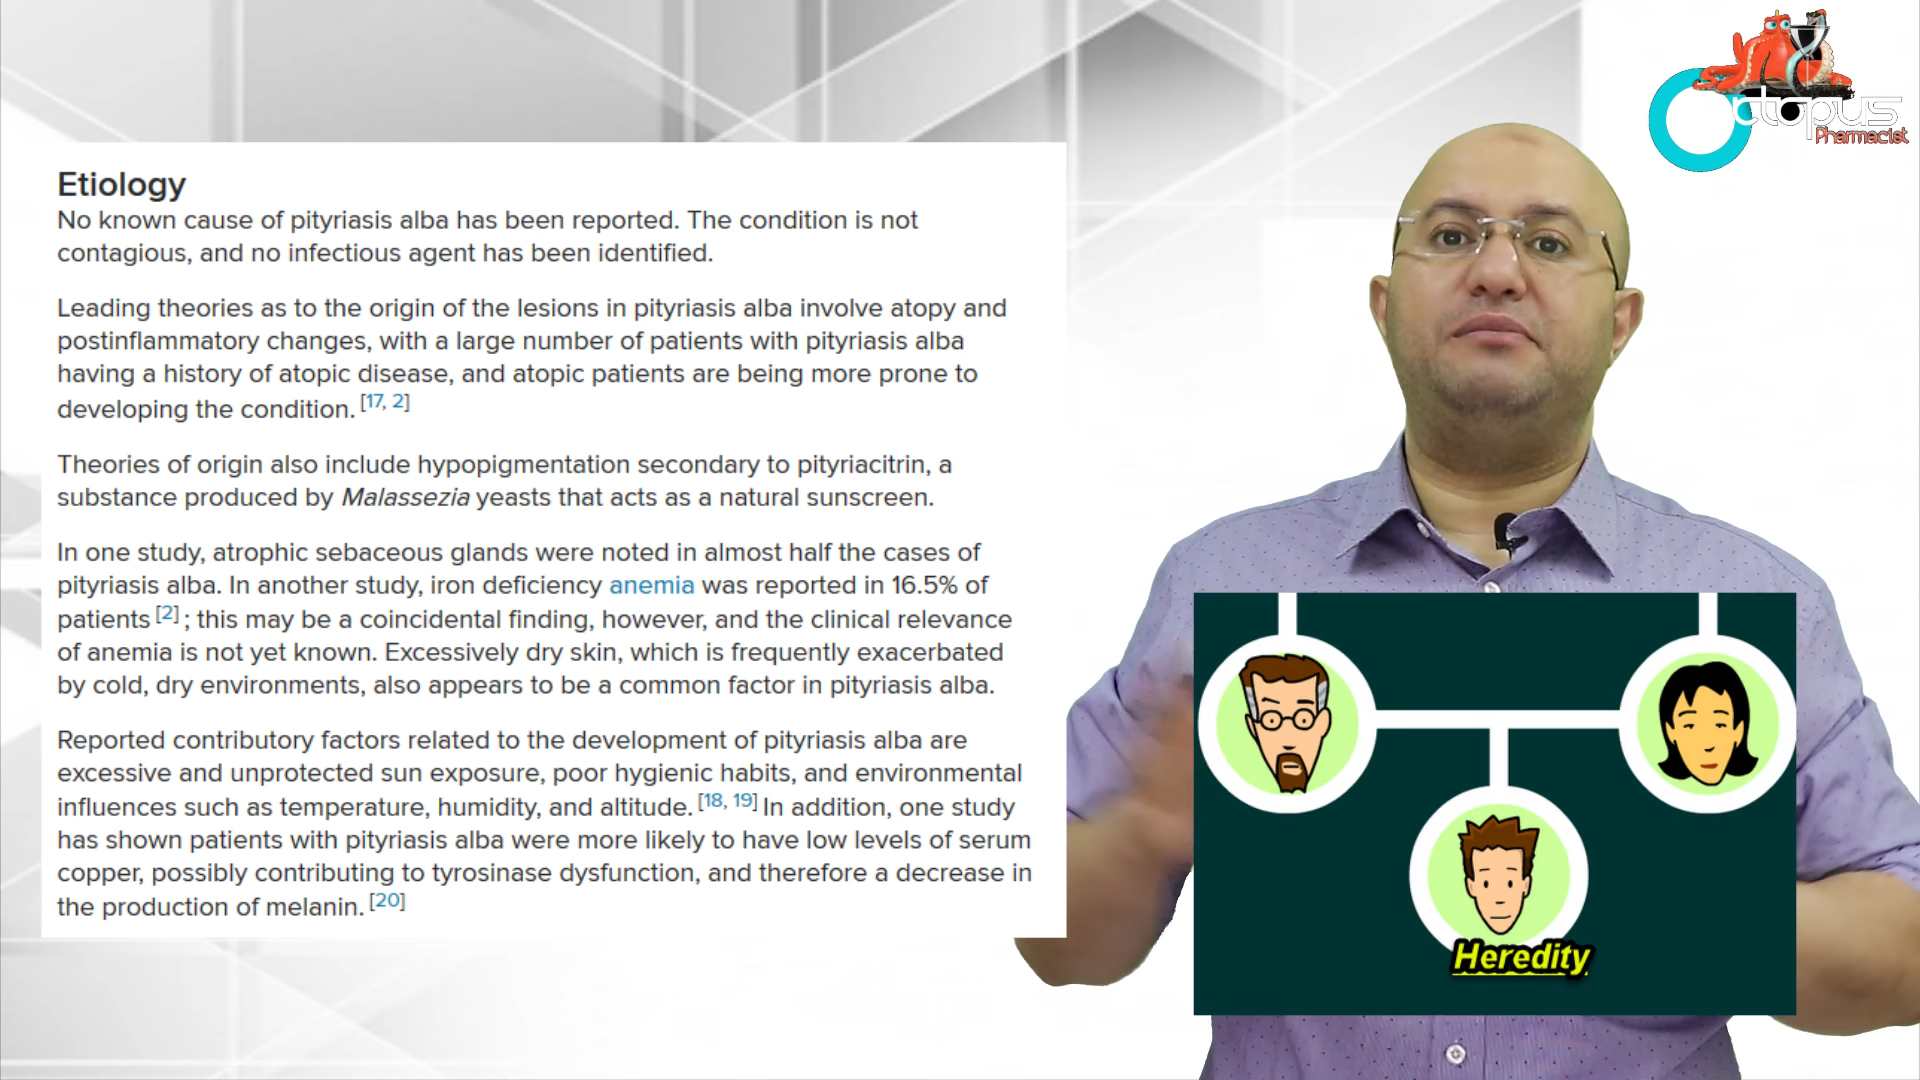 Etiology
No known cause of pityriasis alba has been reported. The condition is not
contagious, and no infectious agent has been identified.
Leading theories as to the origin of the lesions in pityriasis alba involve atopy and
postinflammatory changes, with a large number of patients with pityriasis alba
having a history of atopic disease, and atopic patients are being more prone to
developing the condition. [17, 2]
Theories of origin also include hypopigmentation secondary to pityriacitrin, a
substance produced by Malassezia yeasts that acts as a natural sunscreen.
In one study, atrophic sebaceous glands were noted in almost half the cases of
pityriasis alba. In another study, iron deficiency anemia was reported in 16.5% of
patients [2] ; this may be a coincidental finding, however, and the clinical relevance
of anemia is not yet known. Excessively dry skin, which is frequently exacerbated
by cold, dry environments, also appears to be a common factor in pityriasis alba.
Reported contributory factors related to the development of pityriasis alba are
excessive and unprotected sun exposure, poor hygienic habits, and environmental
influences such as temperature, humidity, and altitude. [18, 19] In addition, one study
has shown patients with pityriasis alba were more likely to have low levels of serum
copper, possibly contributing to tyrosinase dysfunction, and therefore a decrease in
the production of melanin. [20]
Octopus
Pharmacist
Heredity